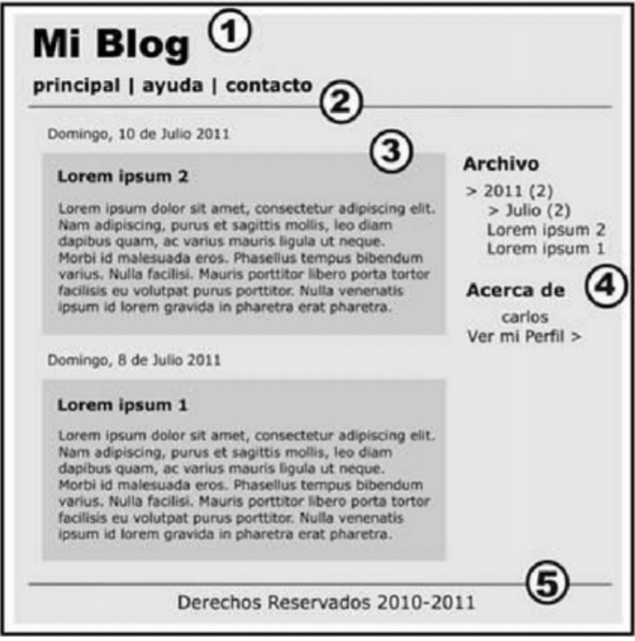 Mi Blog
1
principal | ayuda | contacto
2
Domingo, 10 de Julio 2011
3
Lorem ipsum 2
Lorem ipsum dolor sit amet, consectetur adipiscing elit.
Nam adipiscing, purus et sagittis mollis, leo diam
dapibus quam, ac varius mauris ligula ut neque.
Morbi id malesuada eros. Phasellus tempus bibendum
varius. Nulla facilisi. Mauris porttitor libero porta tortor
facilisis eu volutpat purus porttitor. Nulla venenatis
ipsum id lorem gravida in pharetra erat pharetra.
Domingo, 8 de Julio 2011
Lorem ipsum 1
Lorem ipsum dolor sit amet, consectetur adipiscing elit.
Nam adipiscing, purus et sagittis mollis, leo diam
dapibus quam, ac varius mauris ligula ut neque.
Morbi id malesuada eros. Phasellus tempus bibendum
varius. Nulla facilisi. Mauris porttitor libero porta tortor
facilisis eu volutpat purus porttitor. Nulla venenatis
ipsum id lorem gravida in pharetra erat pharetra.
Archivo
> 2011 (2)
> Julio (2)
Lorem ipsum 2
Lorem ipsum 1
Acerca de
4
carlos
Ver mi Perfil >
5
Derechos Reservados 2010-2011